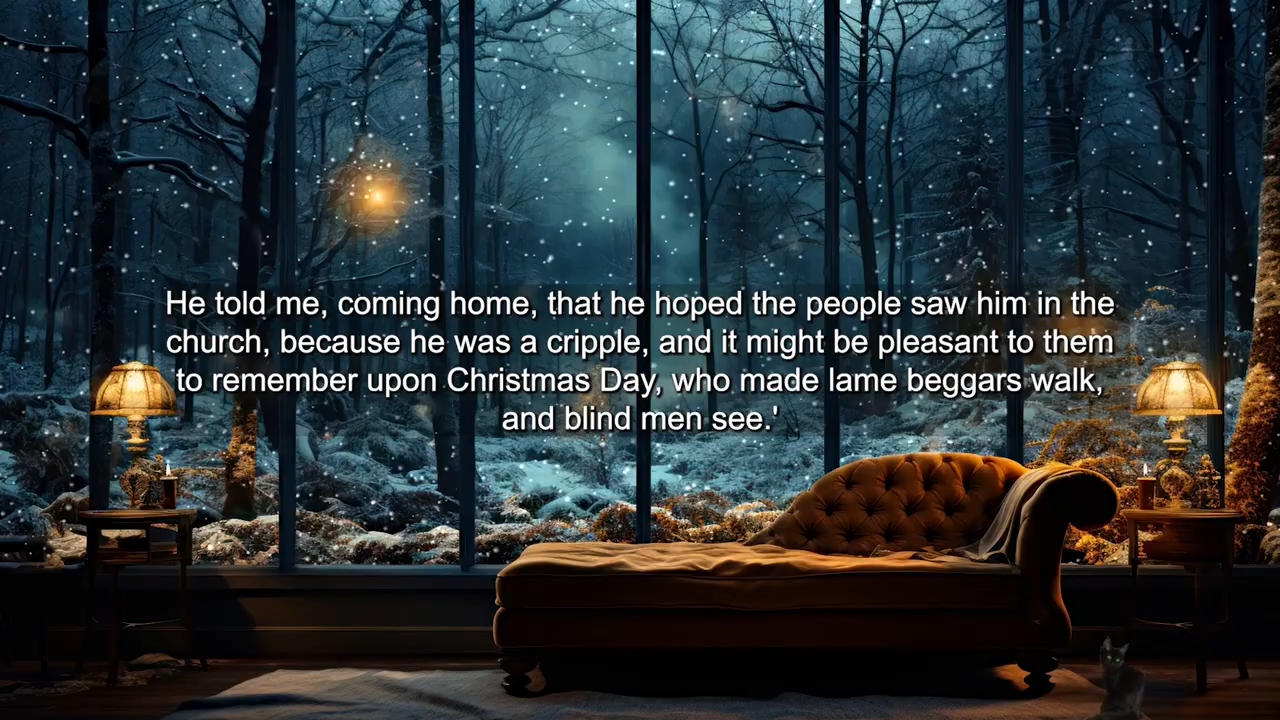 He told me, coming home, that he hoped the people saw him in the
church, because he was a cripple, and it might be pleasant to them
to remember upon Christmas Day, who made lame beggars walk,
and blind men see.'